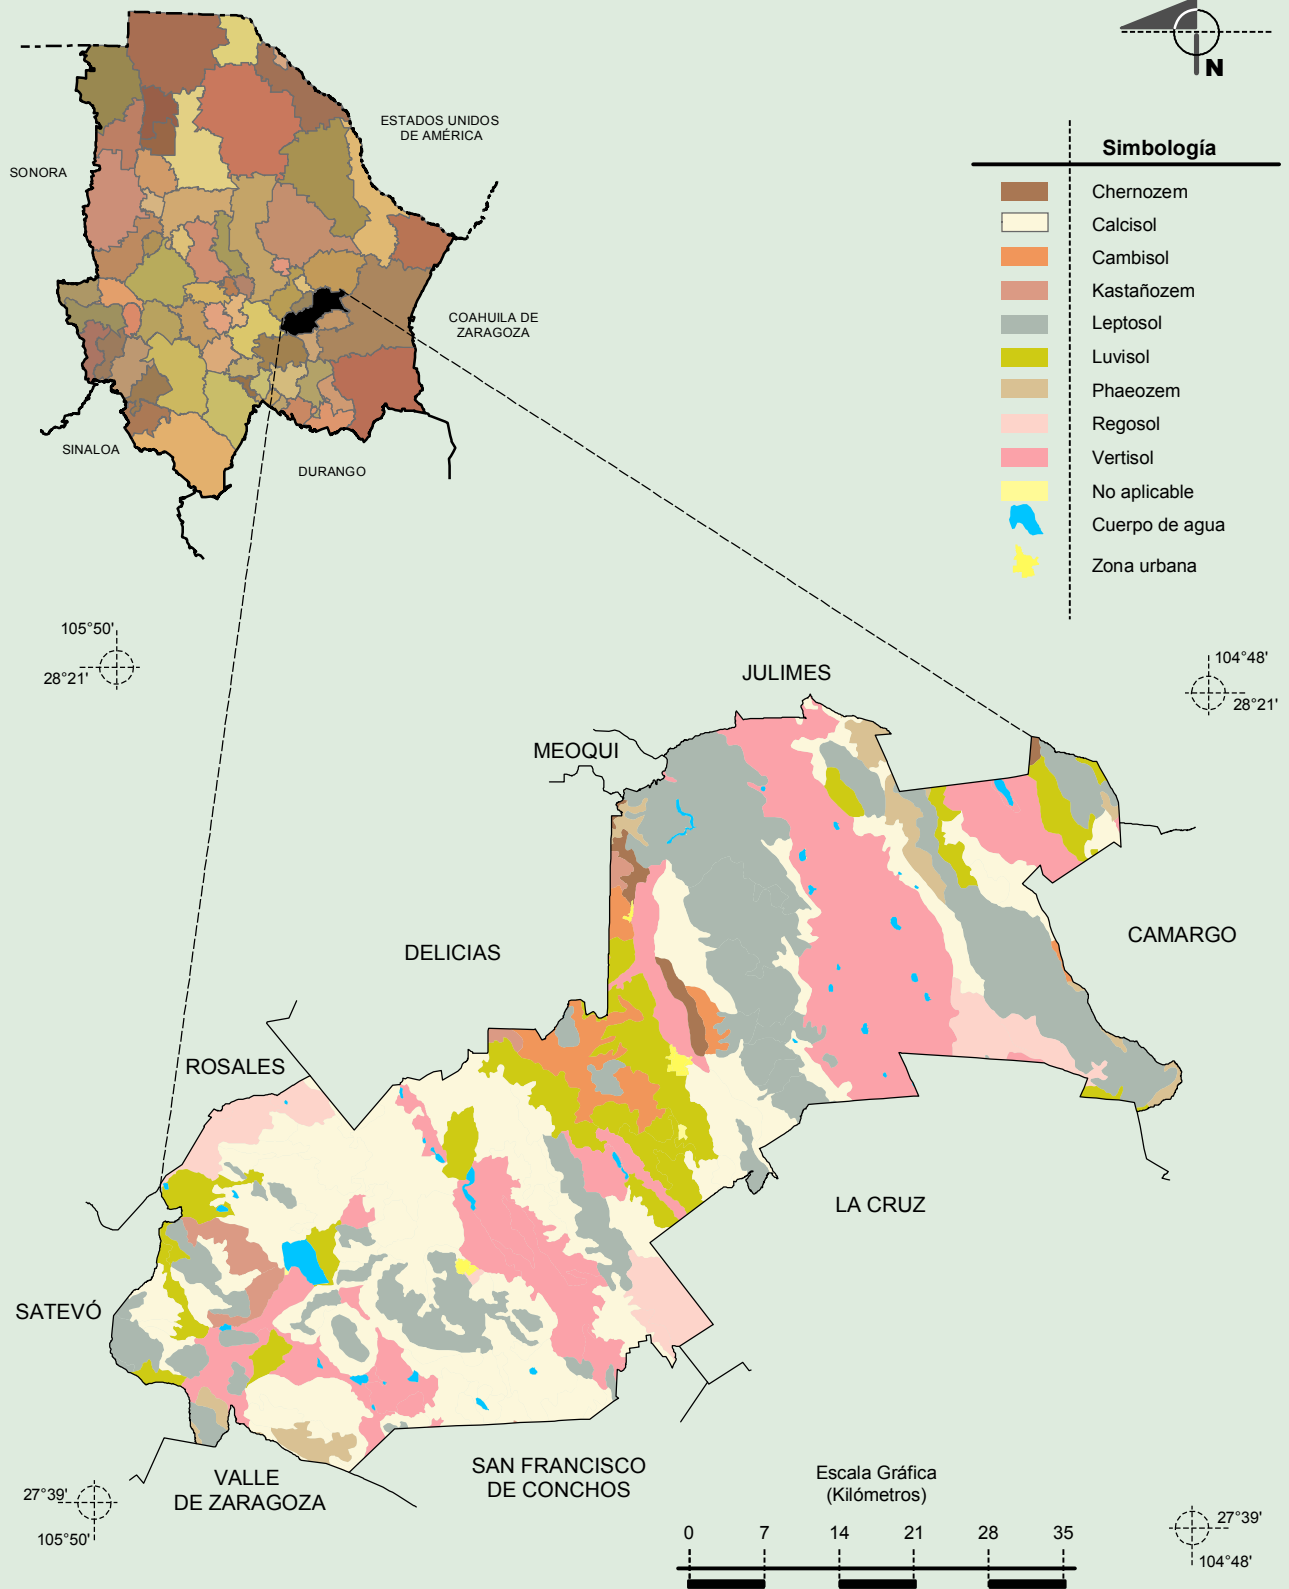 N
ESTADOS UNIDOS
DE AMÉRICA
SONORA
COAHUILA DE
ZARAGOZA
SINALOA
DURANGO
Simbología
Chernozem
Calcisol
Cambisol
Kastañozem
Leptosol
Luvisol
Phaeozem
Regosol
Vertisol
No aplicable
Cuerpo de agua
Zona urbana
105°50'
28°21'
104°48'
28°21'
JULIMES
MEOQUI
DELICIAS
CAMARGO
ROSALES
LA CRUZ
SATEVÓ
VALLE
DE ZARAGOZA
SAN FRANCISCO
DE CONCHOS
27°39'
105°50'
Escala Gráfica
(Kilómetros)
0 7 14 21 28 35
27°39'
104°48'